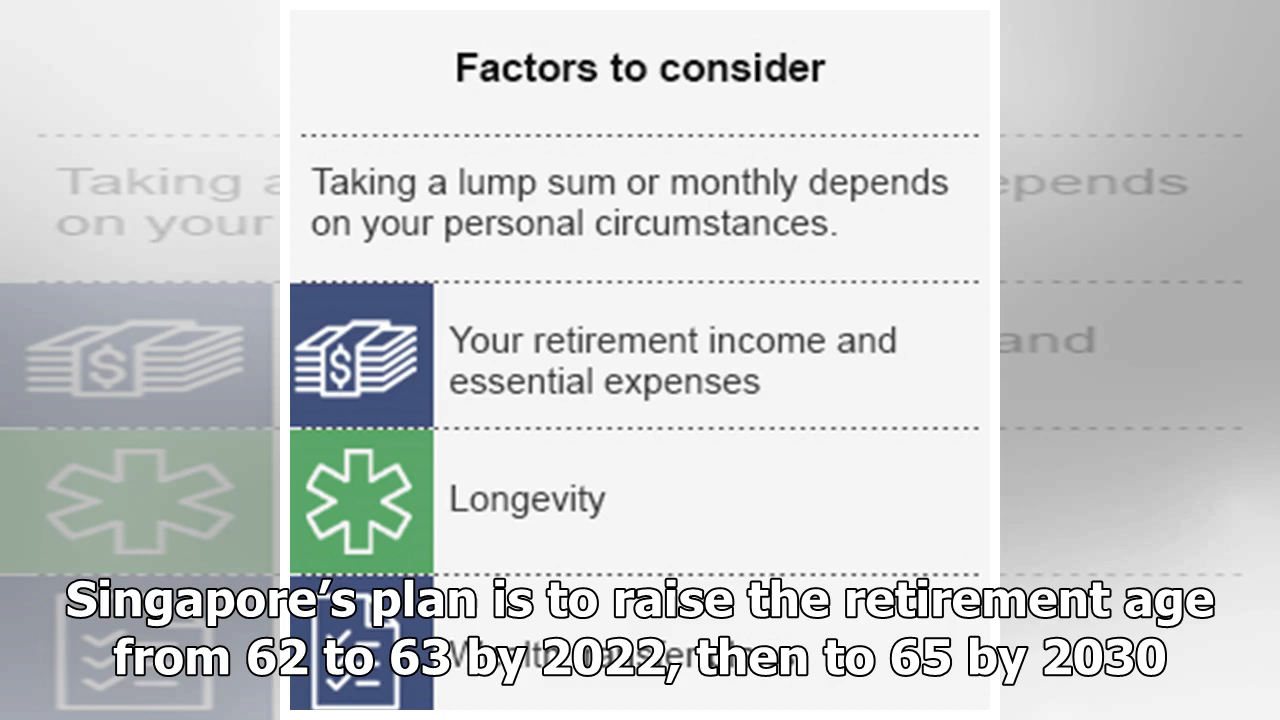 Factors to consider
Taking a lump sum or monthly depends
on your personal circumstances.
Your retirement income and
essential expenses
Longevity
Singapore’s plan is to raise the retirement age
from 62 to 63 by 2022, then to 65 by 2030